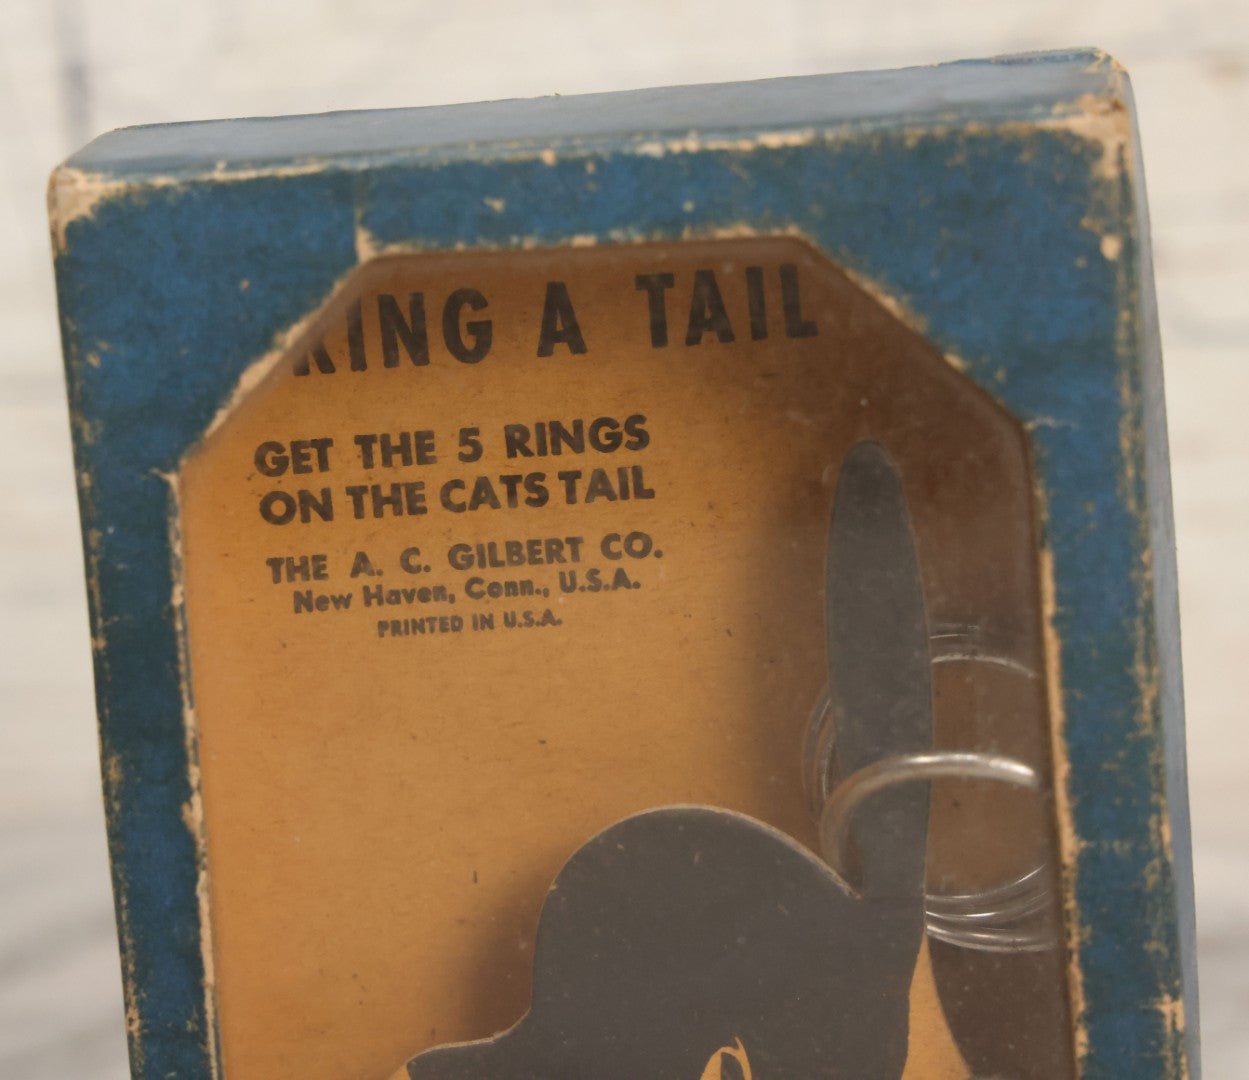 RING A TAIL
GET THE 5 RINGS
ON THE CATS TAIL
THE A. C. GILBERT CO.
New Haven, Conn., U.S.A.
PRINTED IN U.S.A.